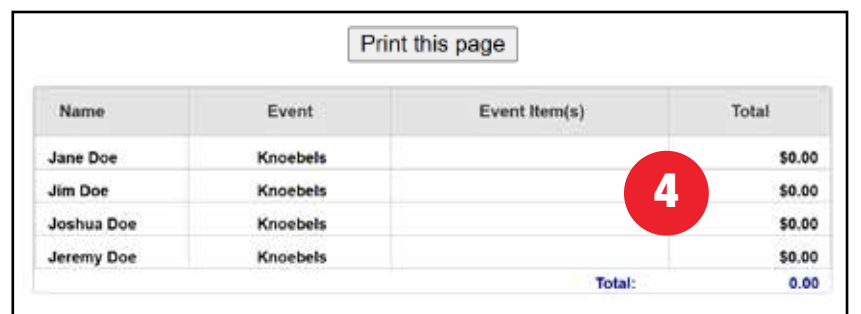 Print this page
Name Event Event Item(s) Total
Jane Doe Knoebels $0.00
Jim Doe Knoebels $0.00
4
Joshua Doe Knoebels $0.00
Jeremy Doe Knoebels $0.00
Total: 0.00